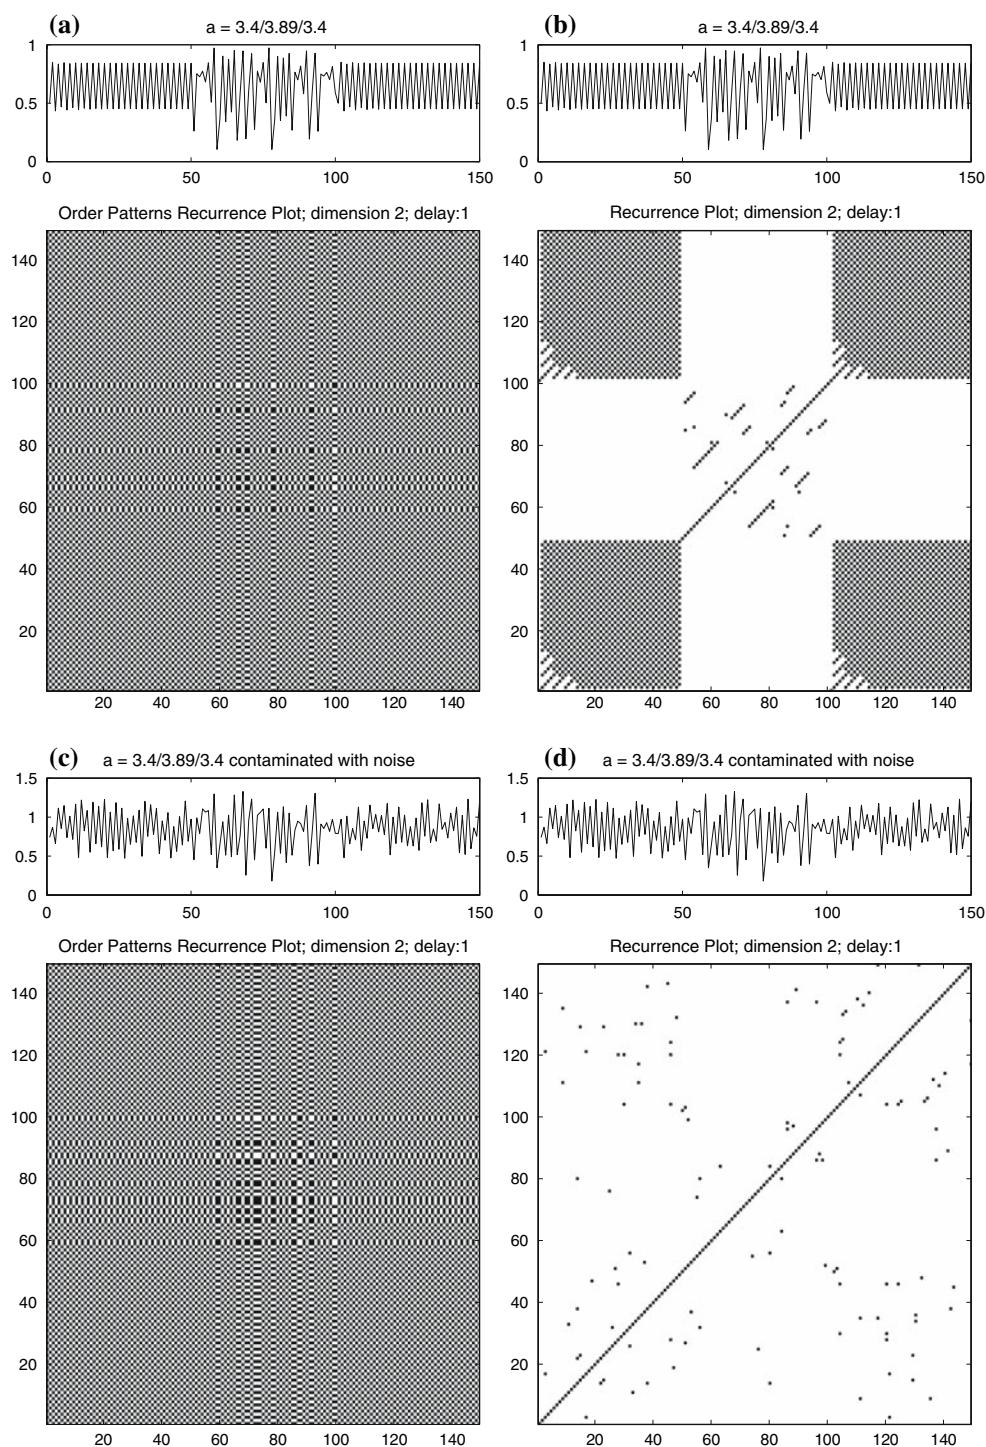 (a) a = 3.4/3.89/3.4
1
0.5
0
0 50 100 150
Order Patterns Recurrence Plot; dimension 2; delay:1
140
120
100
80
60
40
20
20 40 60 80 100 120 140
(b) a = 3.4/3.89/3.4
1
0.5
0
0 50 100 150
Recurrence Plot; dimension 2; delay:1
140
120
100
80
60
40
20
20 40 60 80 100 120 140
(c) a = 3.4/3.89/3.4 contaminated with noise
1.5
1
0.5
0
0 50 100 150
Order Patterns Recurrence Plot; dimension 2; delay:1
140
120
100
80
60
40
20
20 40 60 80 100 120 140
(d) a = 3.4/3.89/3.4 contaminated with noise
1.5
1
0.5
0
0 50 100 150
Recurrence Plot; dimension 2; delay:1
140
120
100
80
60
40
20
20 40 60 80 100 120 140